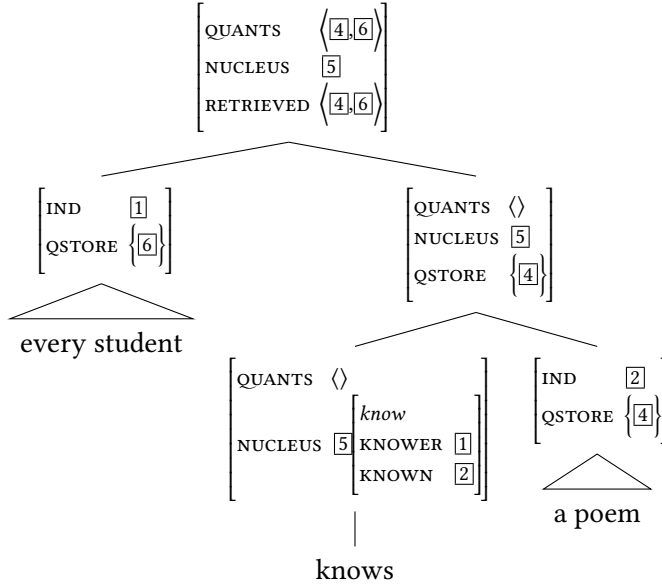 QUANTS ⟨4,6⟩
NUCLEUS 5
RETRIEVED ⟨4,6⟩
IND 1
QSTORE {6}
every student
QUANTS ⟨⟩
NUCLEUS 5
QSTORE {4}
QUANTS ⟨⟩
NUCLEUS 5
know
KNOWER 1
KNOWN 2
knows
IND 2
QSTORE {4}
a poem